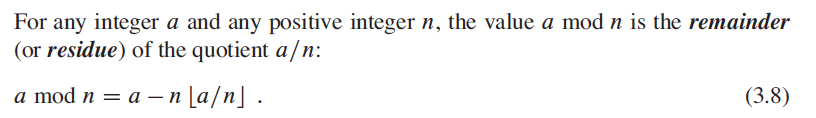 For any integer a and any positive integer n, the value a mod n is the remainder
(or residue) of the quotient a/n:
a mod n = a − n ⌊a/n⌋ . (3.8)